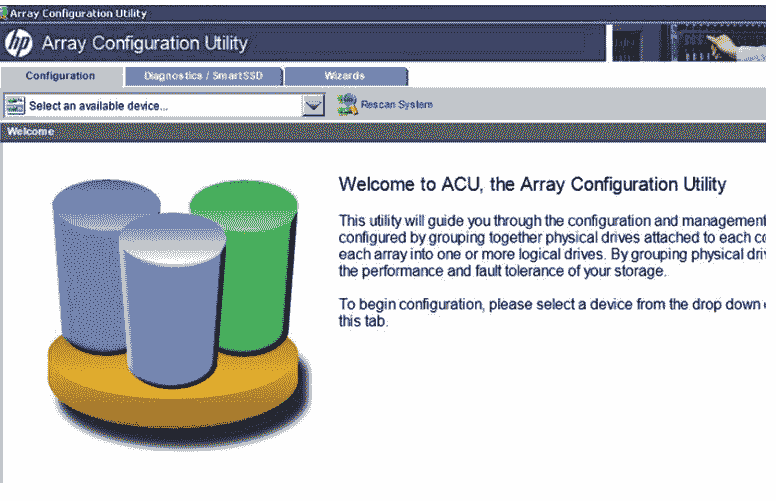 Array Configuration Utility
hp Array Configuration Utility
Configuration Diagnostics / SmartSSD Wizards
Select an available device... Rescan System
Welcome
Welcome to ACU, the Array Configuration Utility
This utility will guide you through the configuration and management
configured by grouping together physical drives attached to each co
each array into one or more logical drives. By grouping physical driv
the performance and fault tolerance of your storage.
To begin configuration, please select a device from the drop down
this tab.